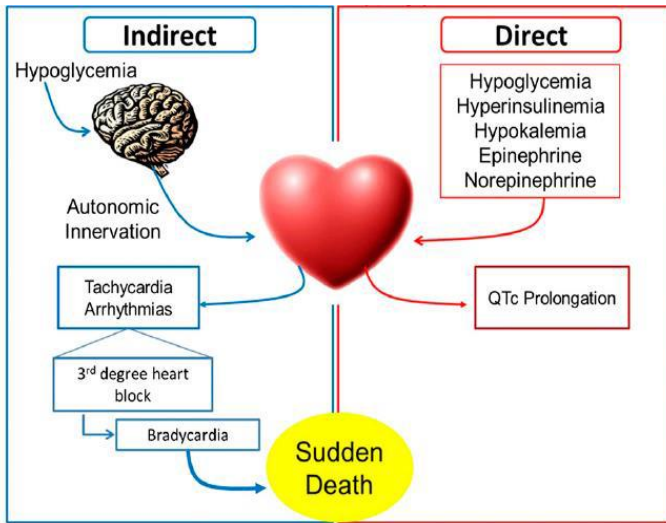 Indirect
Hypoglycemia
Autonomic
Innervation
Tachycardia
Arrhythmias
3rd degree heart
block
Bradycardia
Direct
Hypoglycemia
Hyperinsulinemia
Hypokalemia
Epinephrine
Norepinephrine
QTc Prolongation
Sudden
Death